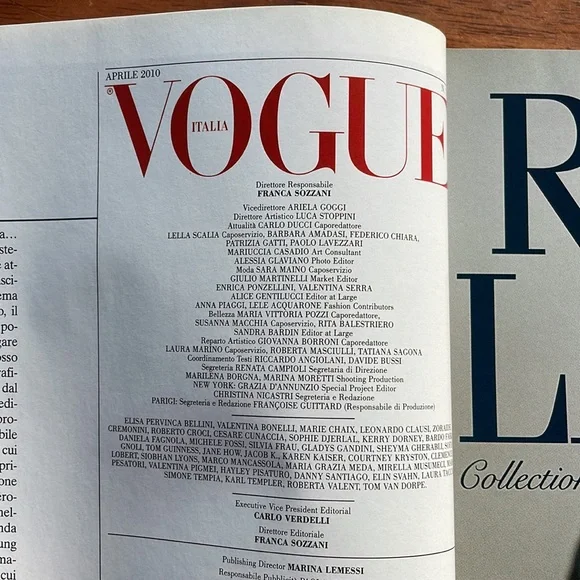 APRILE 2010
VOGUE
ITALIA
Direttore Responsabile
FRANCA SOZZANI
Vicedirettore ARIELA GOGGI
Direttore Artistico LUCA STOPPINI
Attualità CARLO DUCCI Caporedattore
LELLA SCALIA Caposervizio, BARBARA AMADASI, FEDERICO CHIARA,
PATRIZIA GATTI, PAOLO LAVEZZARI
MARIUCCIA CASADIO Art Consultant
ALESSIA GLAVIANO Photo Editor
Moda SARA MAINO Caposervizio
GIULIO MARTINELLI Market Editor
ENRICA PONZELLINI, VALENTINA SERRA
ALICE GENTILUCCI Editor at Large
ANNA PIAGGI, LELE ACQUARONE Fashion Contributors
Bellezza MARIA VITTORIA POZZI Caporedattore,
SUSANNA MACCHIA Caposervizio, RITA BALESTRIERO
SANDRA BARDIN Editor at Large
Reparto Artistico GIOVANNA BORRONI Caporedattore
LAURA MARINO Caposervizio, ROBERTA MASCIULLI, TATIANA SAGONA
Coordinamento Testi RICCARDO ANGIOLANI, DAVIDE BUSSI
Segreteria RENATA CAMPIOLI Segretaria di Direzione
MARILENA BORGNA, MARINA MORETTI Shooting Production
NEW YORK: GRAZIA D'ANNUNZIO Special Project Editor
CHRISTINA NICASTRI Segreteria e Redazione
PARIGI: Segreteria e Redazione FRANÇOISE GUITTARD (Responsabile di Produzione)
ELISA PERVINCA BELLINI, VALENTINA BONELLI, MARIE CHAIX, LEONARDO CLAUSI,
CREMONINI, ROBERTO CROCI, CESARE CUNACCIA, SOPHIE DJERLAL, KERRY DORNEY,
DANIELA FAGNOLA, MICHELE FOSSI, SILVIA FRAU, GLADYS GANDINI, SHEYMA
GNOLI, TOM GUINNESS, JANE HOW, JACOB K., KAREN KAISER, COURTNEY KRYSTON,
LOBERT, SIOBHAN LYONS, MARCO MANCASSOLA, MARIA GRAZIA MEDA, MIRELLA
PESATORI, VALENTINA PIGMEI, HAYLEY PISATURO, DANNY SANTIAGO, ELIN SVAHN, LAURA
SIMONE TEMPIA, KARL TEMPLER, ROBERTA VALENT, TOM VAN DORPE.
Executive Vice President Editorial
CARLO VERDELLI
Direttore Editoriale
FRANCA SOZZANI
Publishing Director MARINA LEMESSI
Responsabile
R
L
Collection